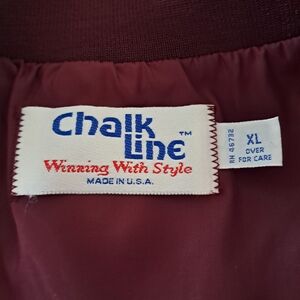 Chalk
Line™
Winning With Style
MADE IN U.S.A.
RN 46732
XL
OVER
FOR CARE